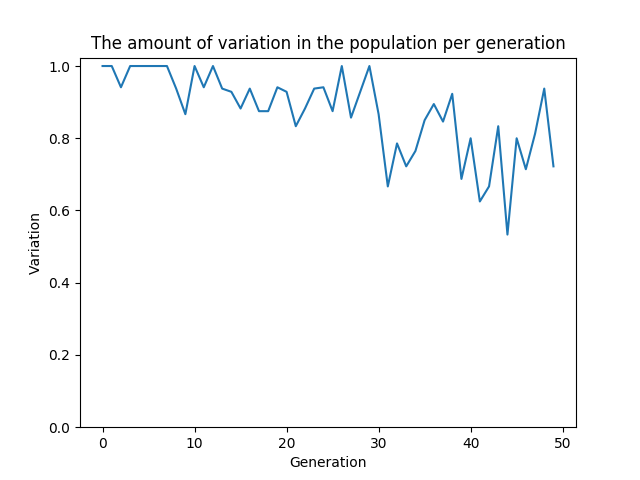 The amount of variation in the population per generation
1.0
0.8
0.6
0.4
0.2
0.0
Variation
0 10 20 30 40 50
Generation